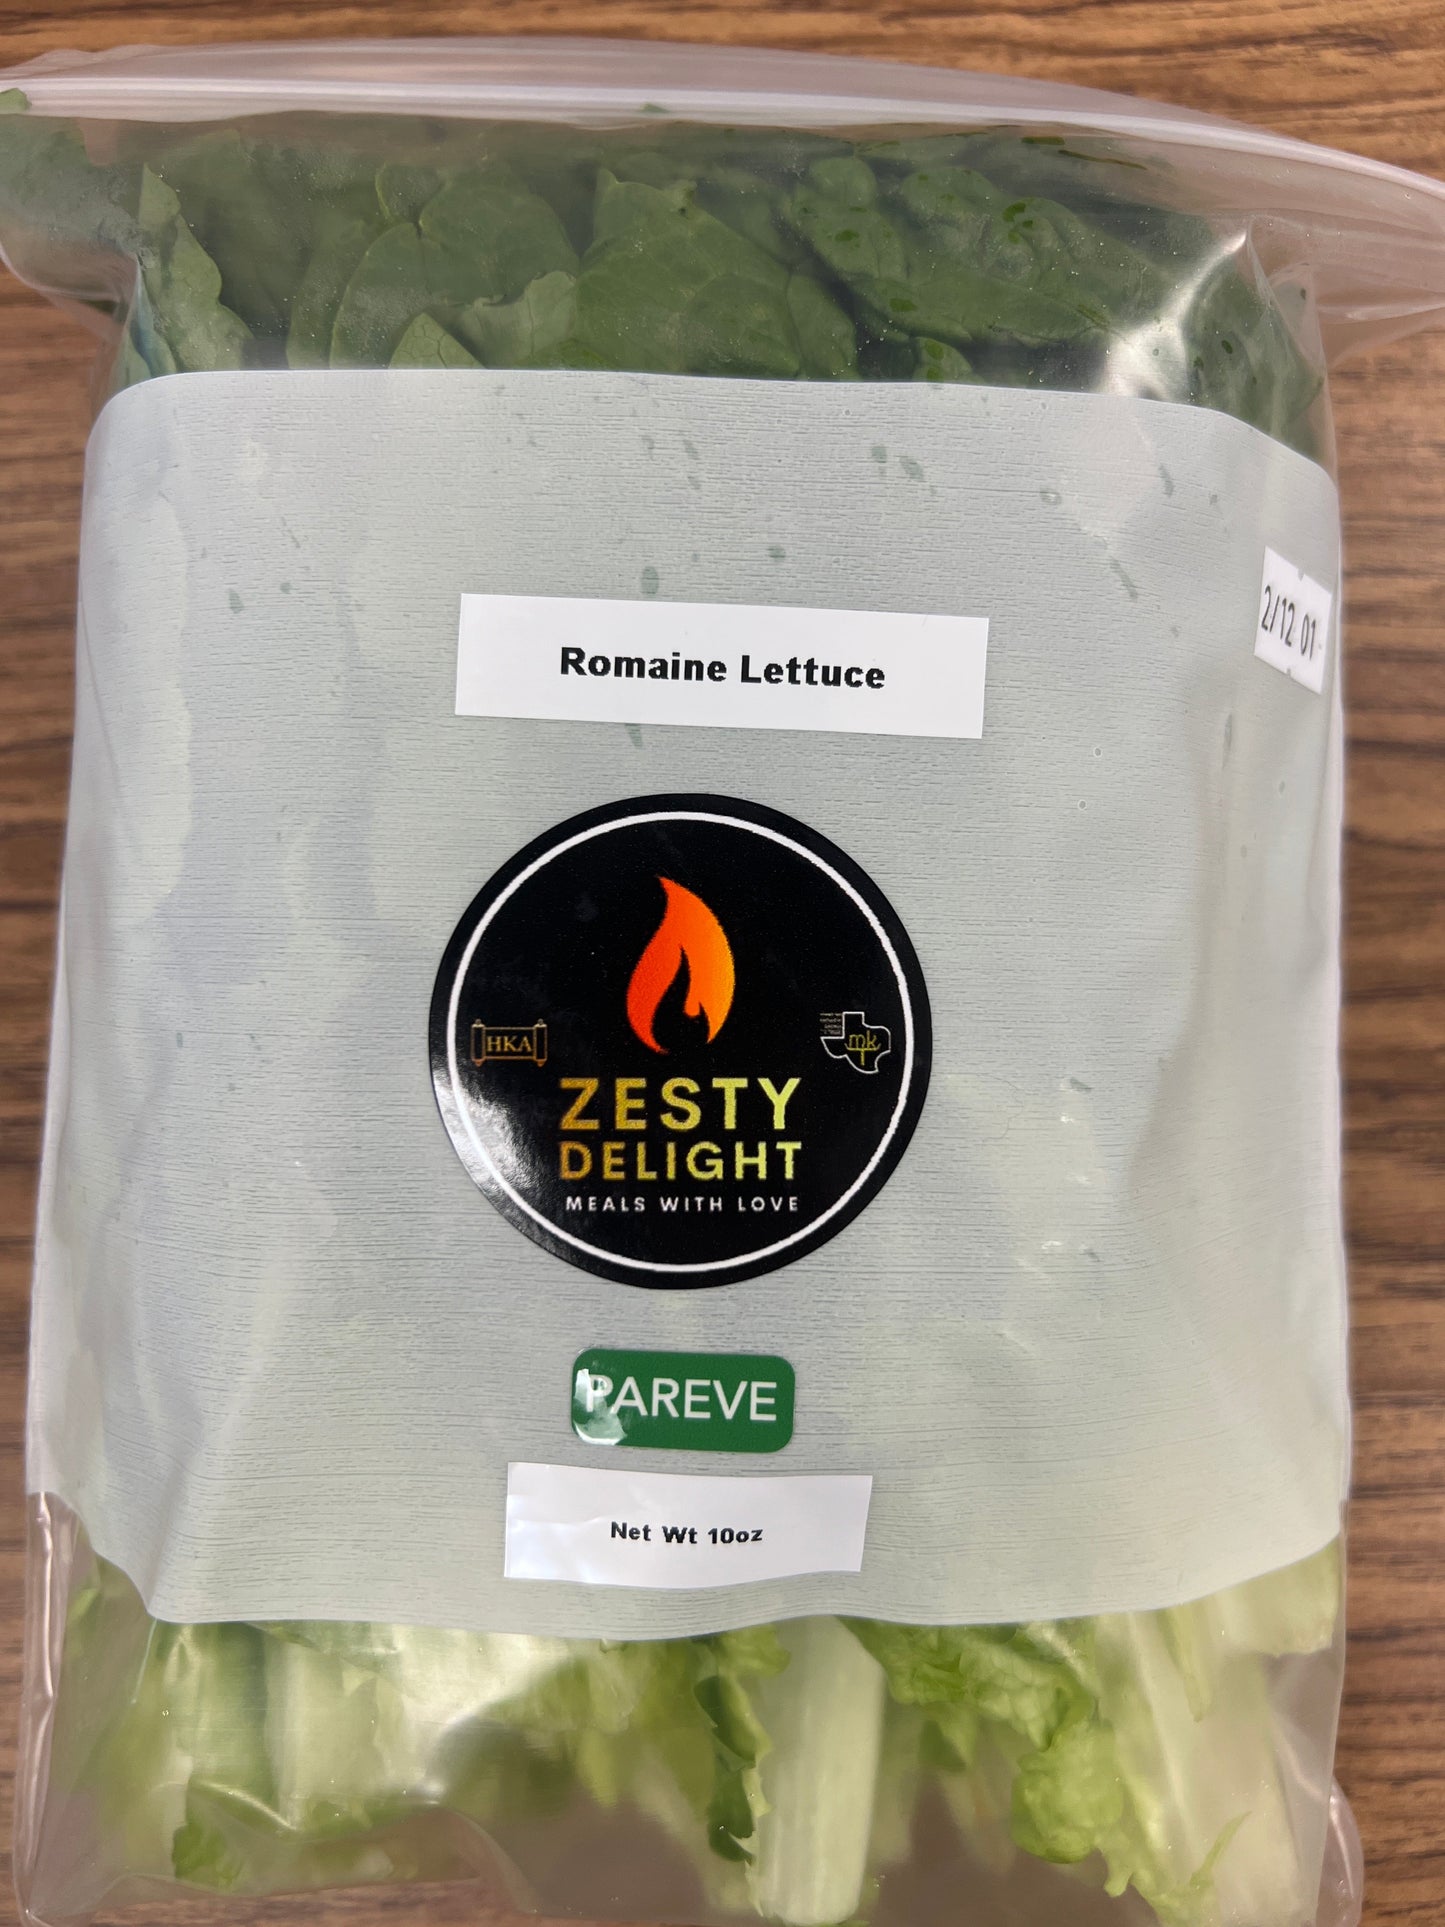 Romaine Lettuce
2/12 01
HKA
mk
ZESTY
DELIGHT
MEALS WITH LOVE
PAREVE
Net Wt 10oz